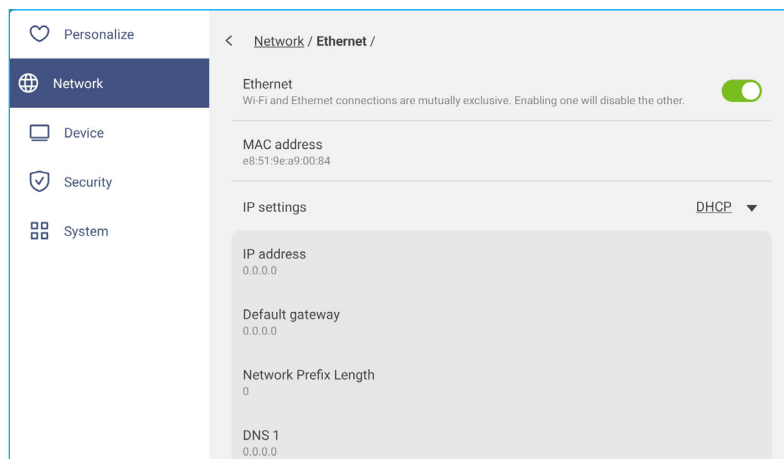 Personalize
Network
Device
Security
System
Network / Ethernet /
Ethernet
Wi-Fi and Ethernet connections are mutually exclusive. Enabling one will disable the other.
MAC address
e8:51:9e:a9:00:84
IP settings
DHCP
IP address
0.0.0.0
Default gateway
0.0.0.0
Network Prefix Length
0
DNS 1
0.0.0.0